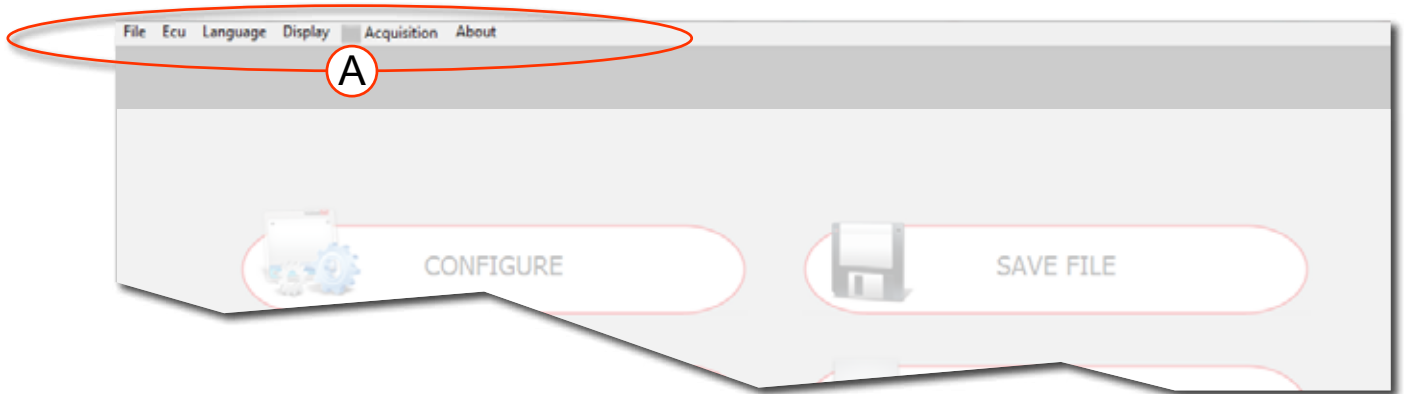 File Ecu Language Display Acquisition About
A
CONFIGURE SAVE FILE